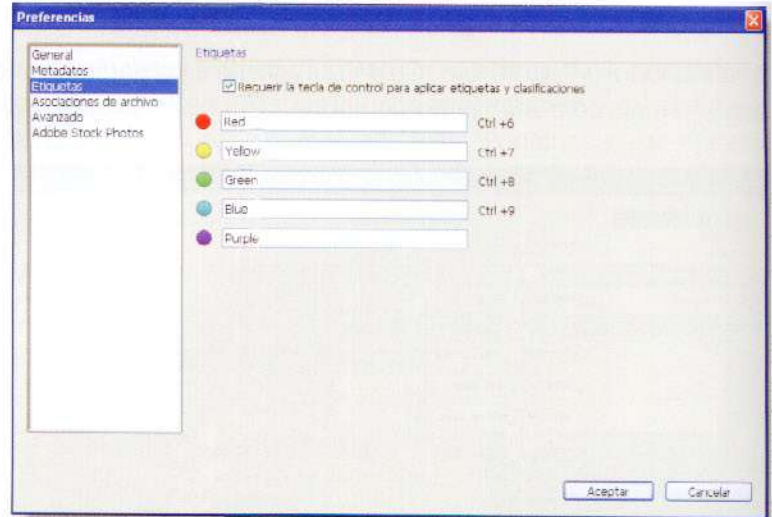 Preferencias
General
Metadatos
Etiquetas
Asociaciones de archivo
Avanzado
Adobe Stock Photos
Etiquetas
Requerir la tecla de control para aplicar etiquetas y clasificaciones
Red Ctrl +6
Yellow Ctrl +7
Green Ctrl +8
Blue Ctrl +9
Purple
Aceptar Cancelar